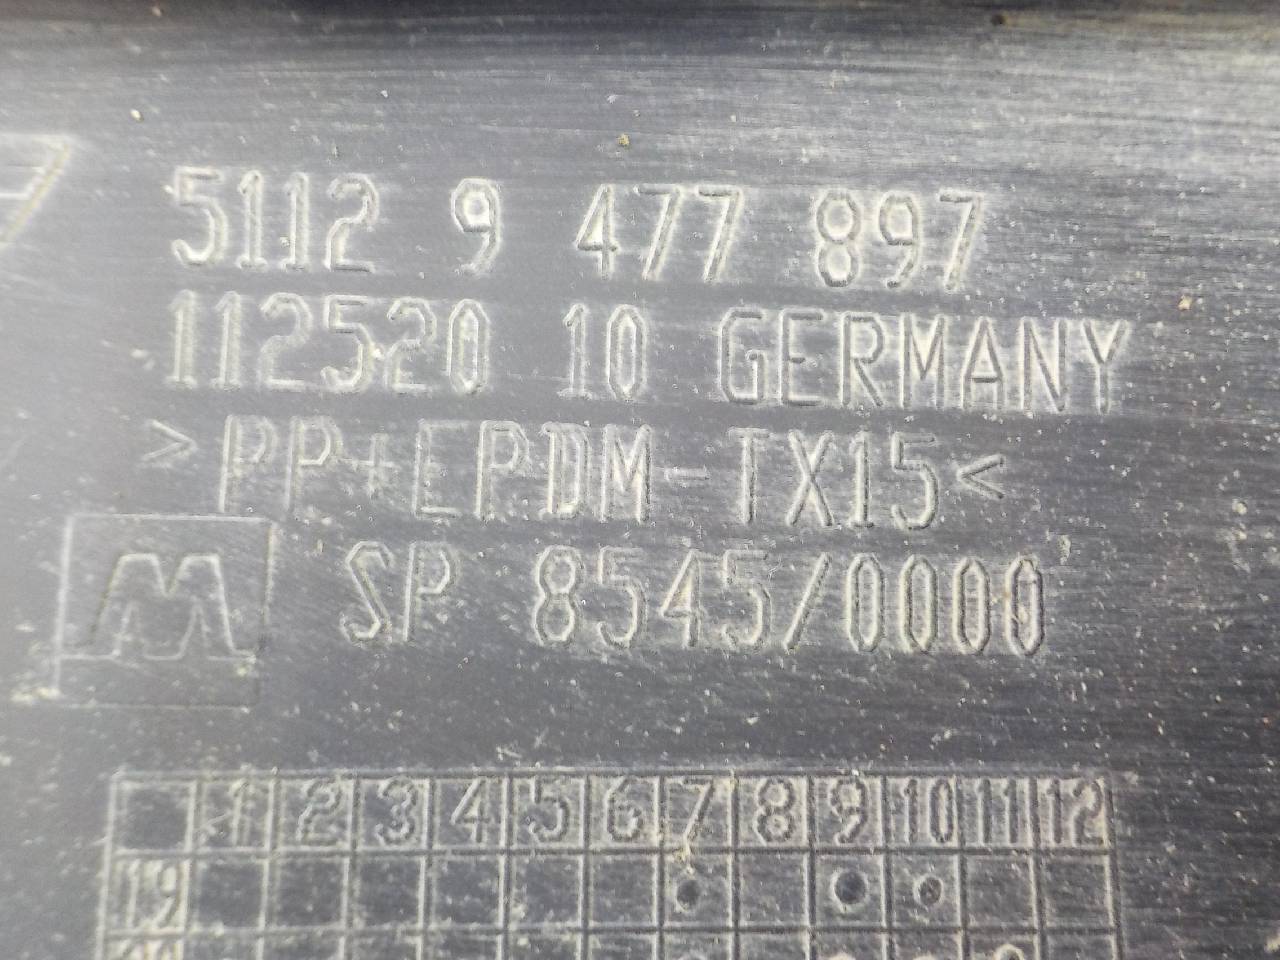 7
5112 9 477 897
112520 10 GERMANY
>PP+EPDM-TX15<
M SP 8545/0000
1 2 3 4 5 6 7 8 9 10 11 12
19